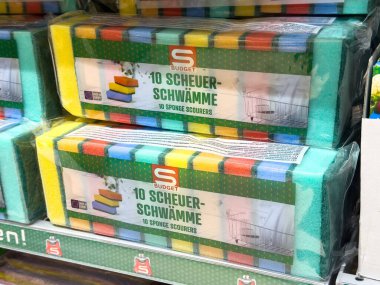 S
BUDGET
10 SCHEUER-
SCHWÄMME
10 SPONGE SCOURERS
S
BUDGET
10 SCHEUER-
SCHWÄMME
10 SPONGE SCOURERS
en!
S
S